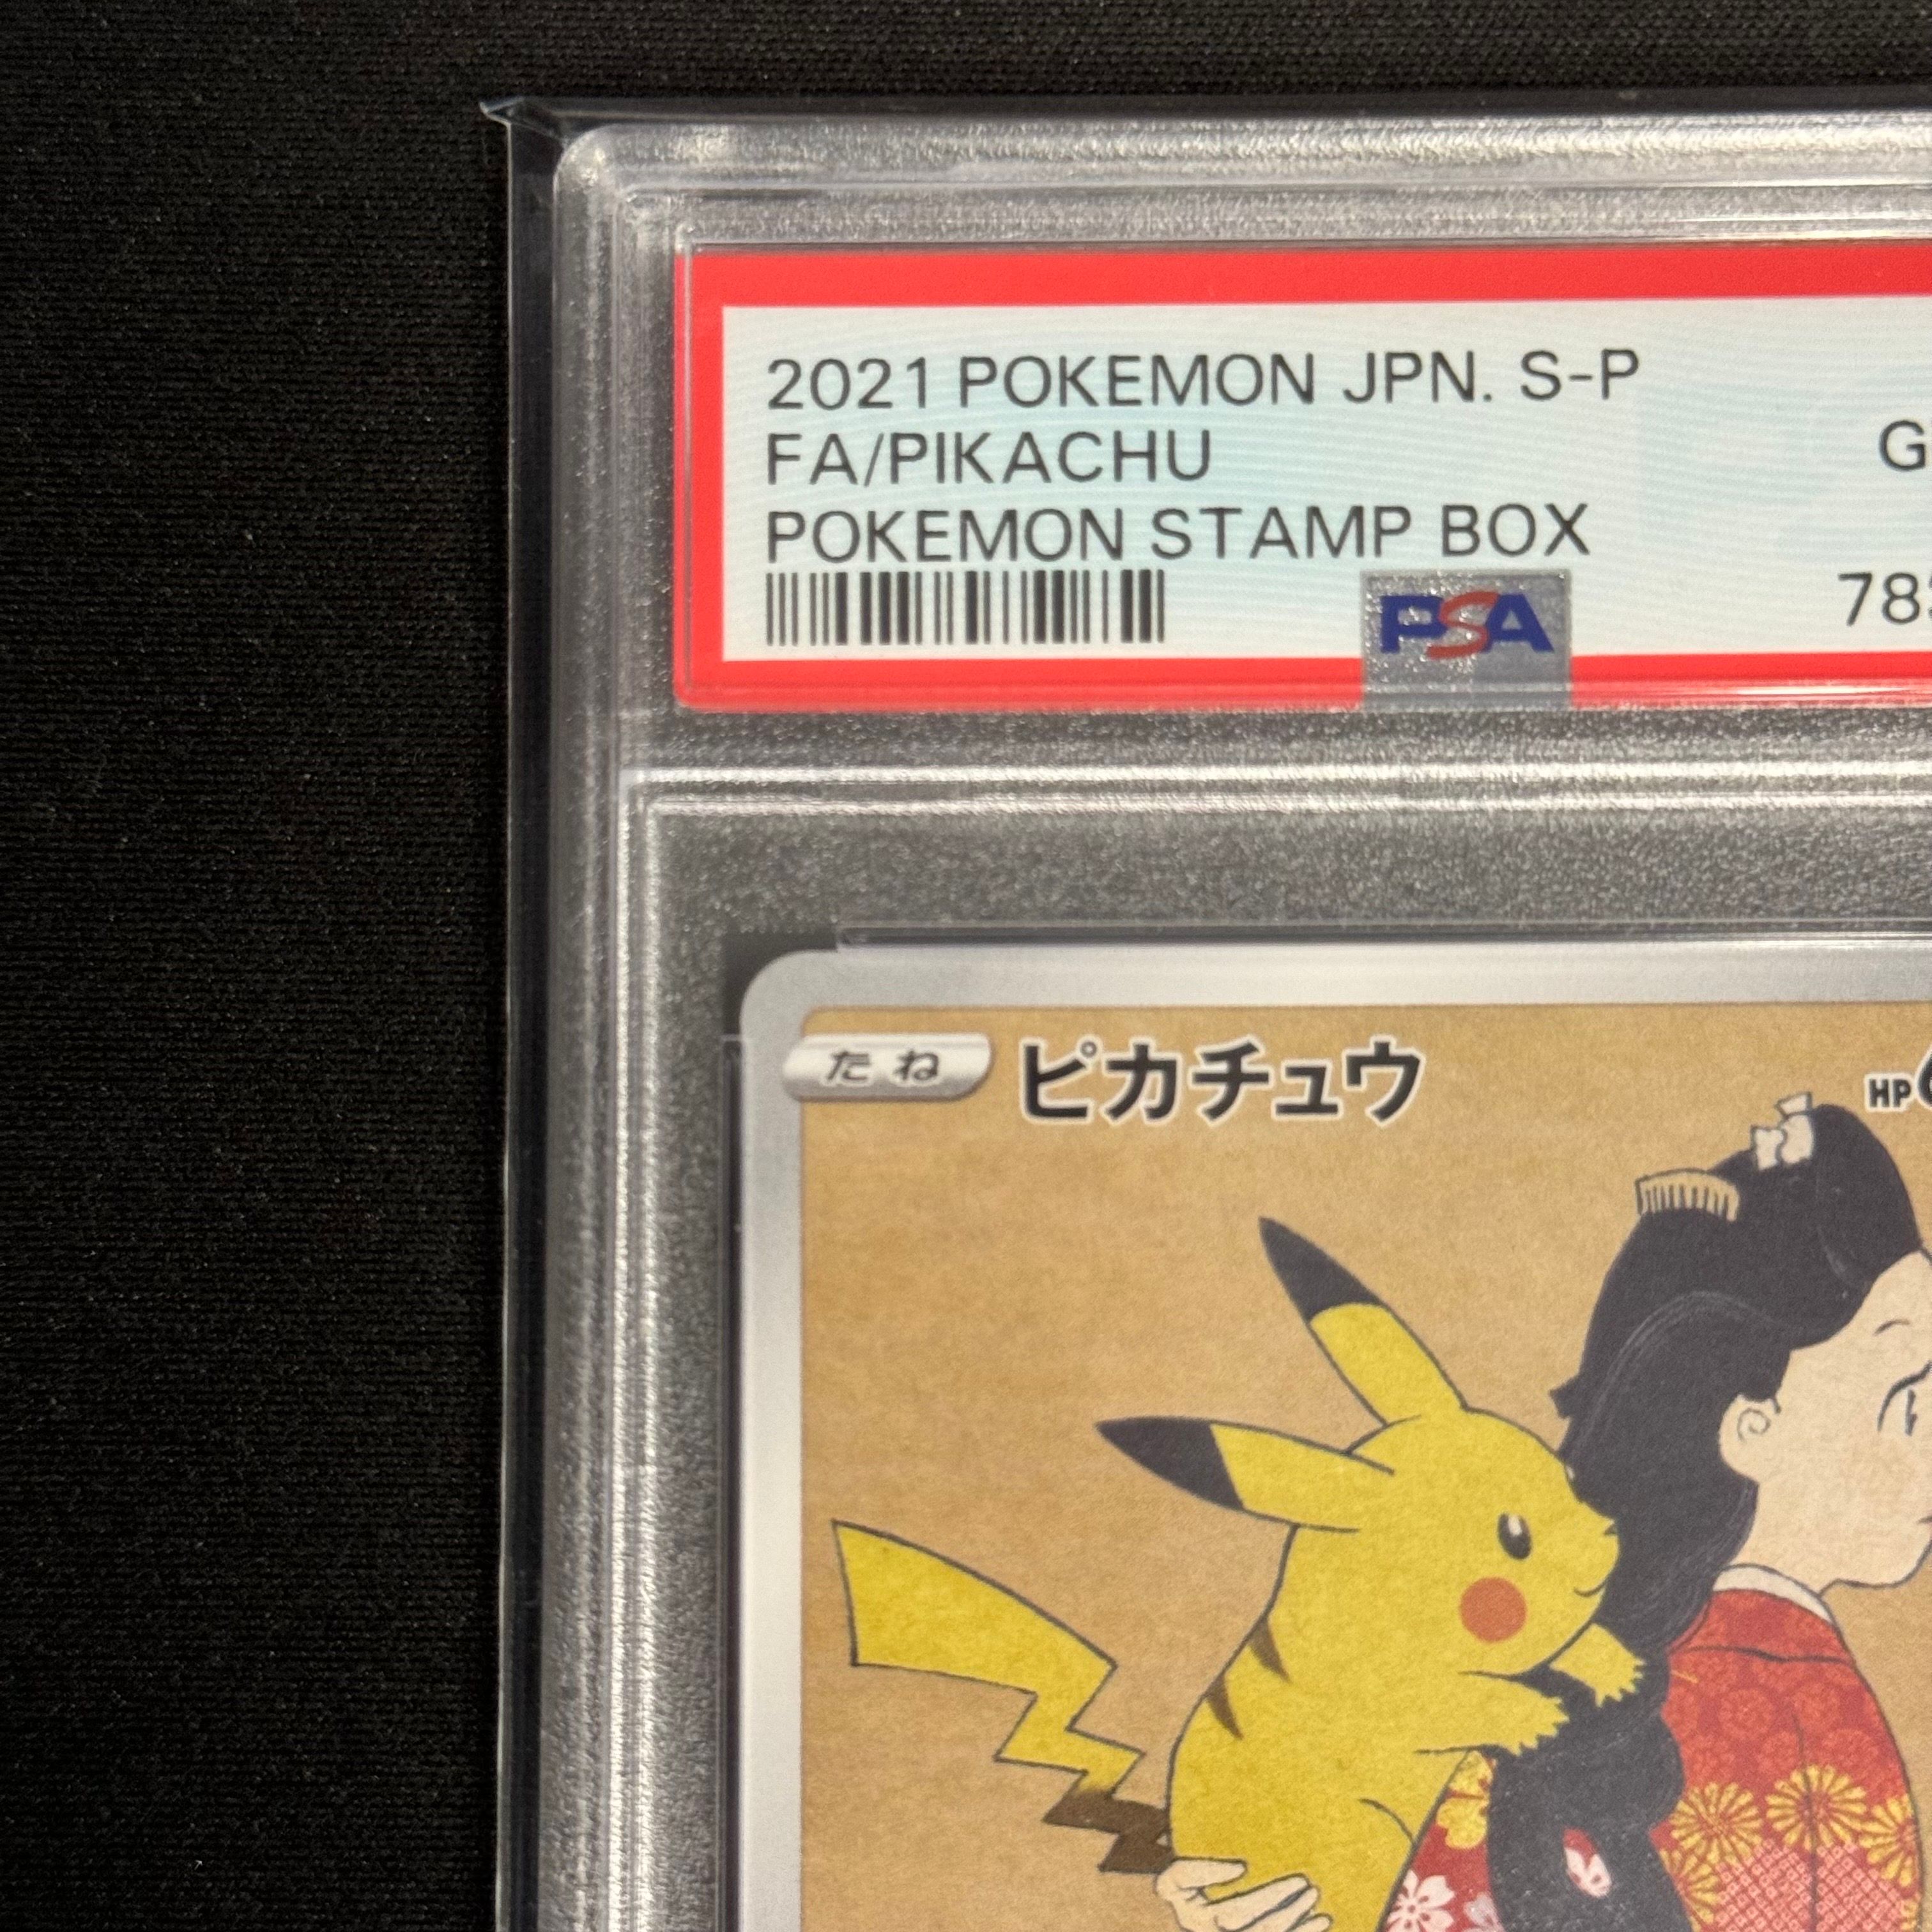 2021 POKEMON JPN. S-P
FA/PIKACHU
POKEMON STAMP BOX
PSA
たね ピカチュウ HP